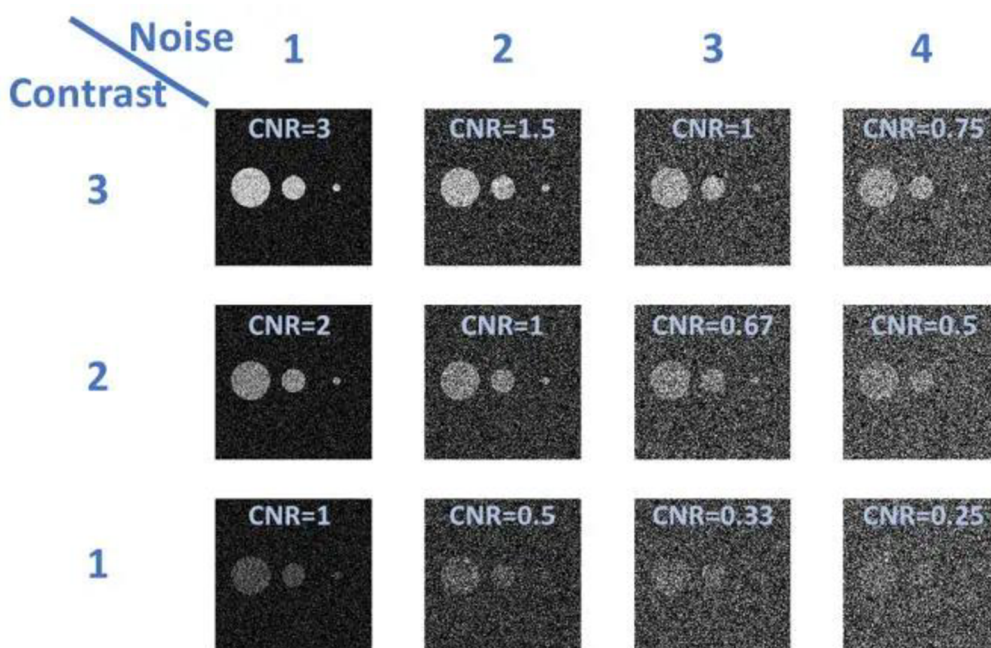 Noise 1 2 3 4
Contrast
CNR=3 CNR=1.5 CNR=1 CNR=0.75
3
CNR=2 CNR=1 CNR=0.67 CNR=0.5
2
CNR=1 CNR=0.5 CNR=0.33 CNR=0.25
1